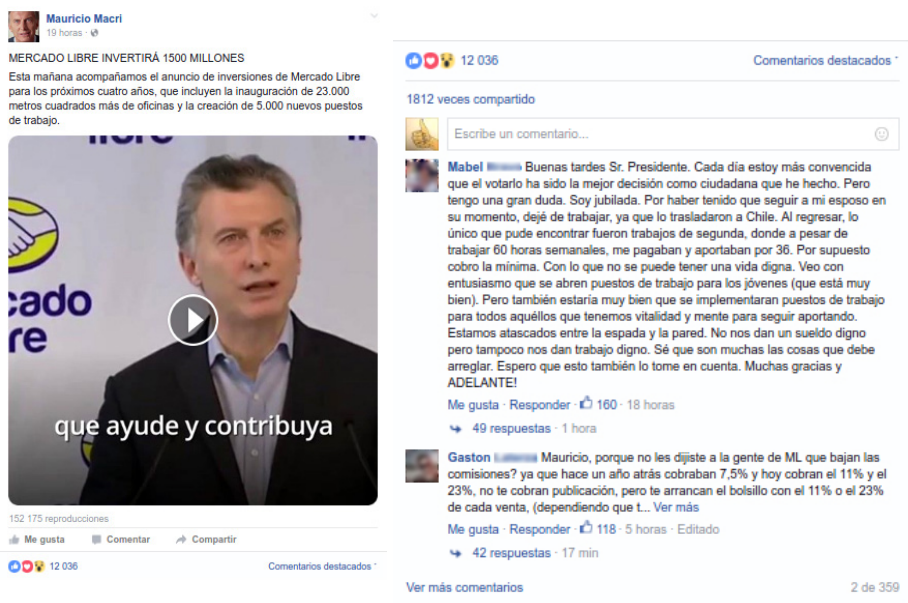 Mauricio Macri
19 horas ·
MERCADO LIBRE INVERTIRÁ 1500 MILLONES
Esta mañana acompañamos el anuncio de inversiones de Mercado Libre
para los próximos cuatro años, que incluyen la inauguración de 23.000
metros cuadrados más de oficinas y la creación de 5.000 nuevos puestos
de trabajo.
libre
cado
re
que ayude y contribuya
152 175 reproducciones
Me gusta Comentar Compartir
12 036 Comentarios destacados
12 036 Comentarios destacados
1812 veces compartido
Escribe un comentario...
Mabel Buenas tardes Sr. Presidente. Cada día estoy más convencida
que el votarlo ha sido la mejor decisión como ciudadana que he hecho. Pero
tengo una gran duda. Soy jubilada. Por haber tenido que seguir a mi esposo en
su momento, dejé de trabajar, ya que lo trasladaron a Chile. Al regresar, lo
único que pude encontrar fueron trabajos de segunda, donde a pesar de
trabajar 60 horas semanales, me pagaban y aportaban por 36. Por supuesto
cobro la mínima. Con lo que no se puede tener una vida digna. Veo con
entusiasmo que se abren puestos de trabajo para los jóvenes (que está muy
bien). Pero también estaría muy bien que se implementaran puestos de trabajo
para todos aquéllos que tenemos vitalidad y mente para seguir aportando.
Estamos atascados entre la espada y la pared. No nos dan un sueldo digno
pero tampoco nos dan trabajo digno. Sé que son muchas las cosas que debe
arreglar. Espero que esto también lo tome en cuenta. Muchas gracias y
ADELANTE!
Me gusta · Responder · 160 · 18 horas
49 respuestas · 1 hora
Gaston Mauricio, porque no les dijiste a la gente de ML que bajan las
comisiones? ya que hace un año atrás cobraban 7,5% y hoy cobran el 11% y el
23%, no te cobran publicación, pero te arrancan el bolsillo con el 11% o el 23%
de cada venta, (dependiendo que t... Ver más
Me gusta · Responder · 118 · 5 horas · Editado
42 respuestas · 17 min
Ver más comentarios 2 de 359